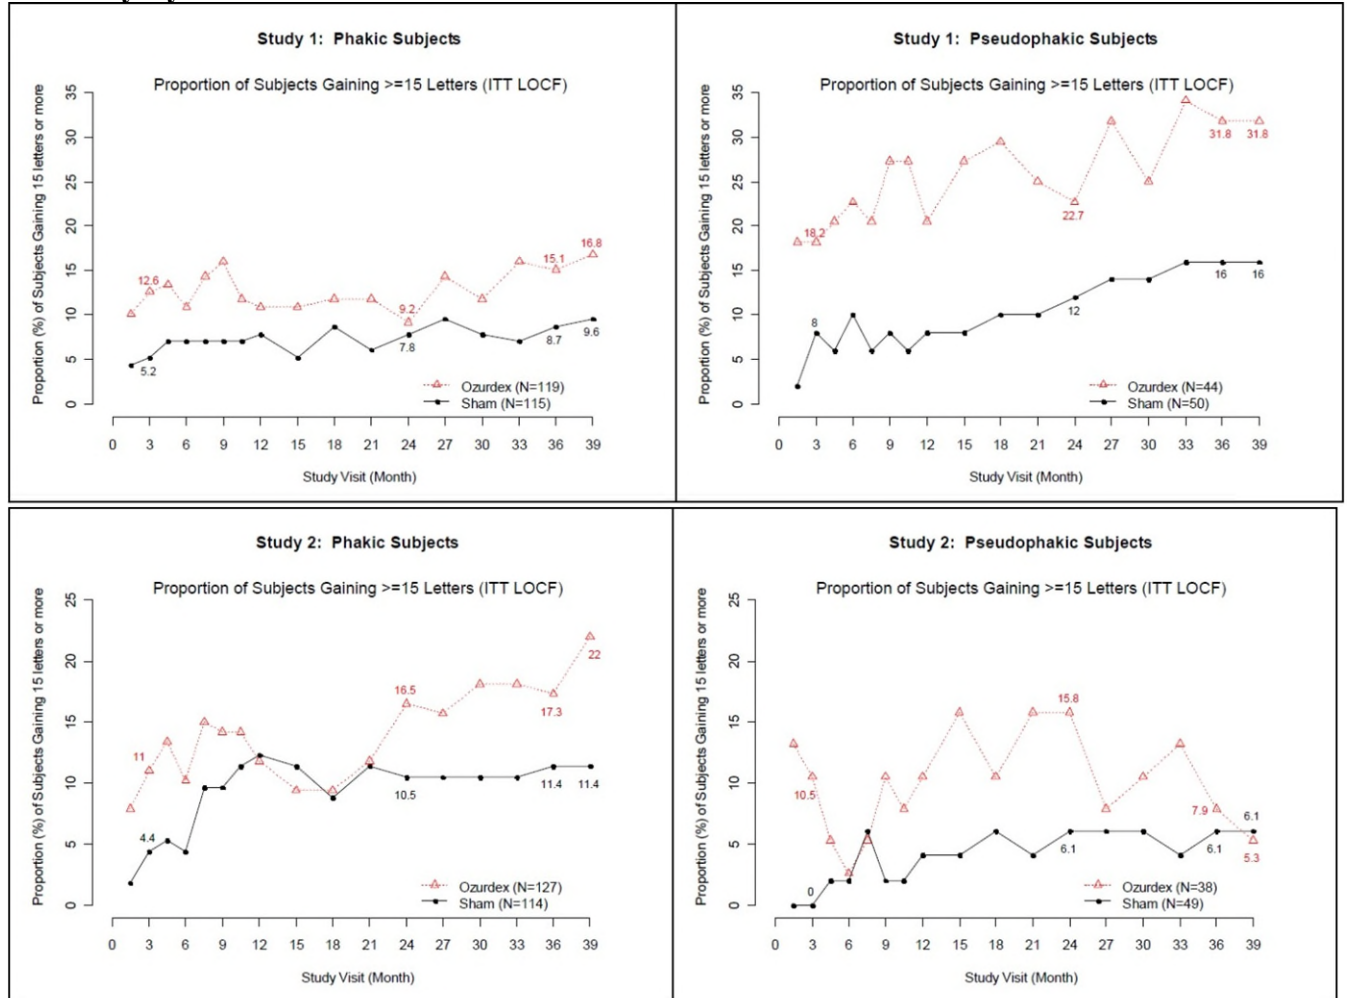 Study 1: Phakic Subjects
Proportion of Subjects Gaining >=15 Letters (ITT LOCF)
Proportion (%) of Subjects Gaining 15 letters or more
35
30
25
20
15
10
5
0
12.6
5.2
9.2
7.8
15.1
16.8
8.7
9.6
Ozurdex (N=119)
Sham (N=115)
0 3 6 9 12 15 18 21 24 27 30 33 36 39
Study Visit (Month)
Study 1: Pseudophakic Subjects
Proportion of Subjects Gaining >=15 Letters (ITT LOCF)
Proportion (%) of Subjects Gaining 15 letters or more
35
30
25
20
15
10
5
0
18.2
8
22.7
12
31.8
31.8
16
16
Ozurdex (N=44)
Sham (N=50)
0 3 6 9 12 15 18 21 24 27 30 33 36 39
Study Visit (Month)
Study 2: Phakic Subjects
Proportion of Subjects Gaining >=15 Letters (ITT LOCF)
Proportion (%) of Subjects Gaining 15 letters or more
25
20
15
10
5
0
11
4.4
16.5
10.5
17.3
22
11.4
11.4
Ozurdex (N=127)
Sham (N=114)
0 3 6 9 12 15 18 21 24 27 30 33 36 39
Study Visit (Month)
Study 2: Pseudophakic Subjects
Proportion of Subjects Gaining >=15 Letters (ITT LOCF)
Proportion (%) of Subjects Gaining 15 letters or more
25
20
15
10
5
0
10.5
0
15.8
6.1
7.9
6.1
6.1
5.3
Ozurdex (N=38)
Sham (N=49)
0 3 6 9 12 15 18 21 24 27 30 33 36 39
Study Visit (Month)